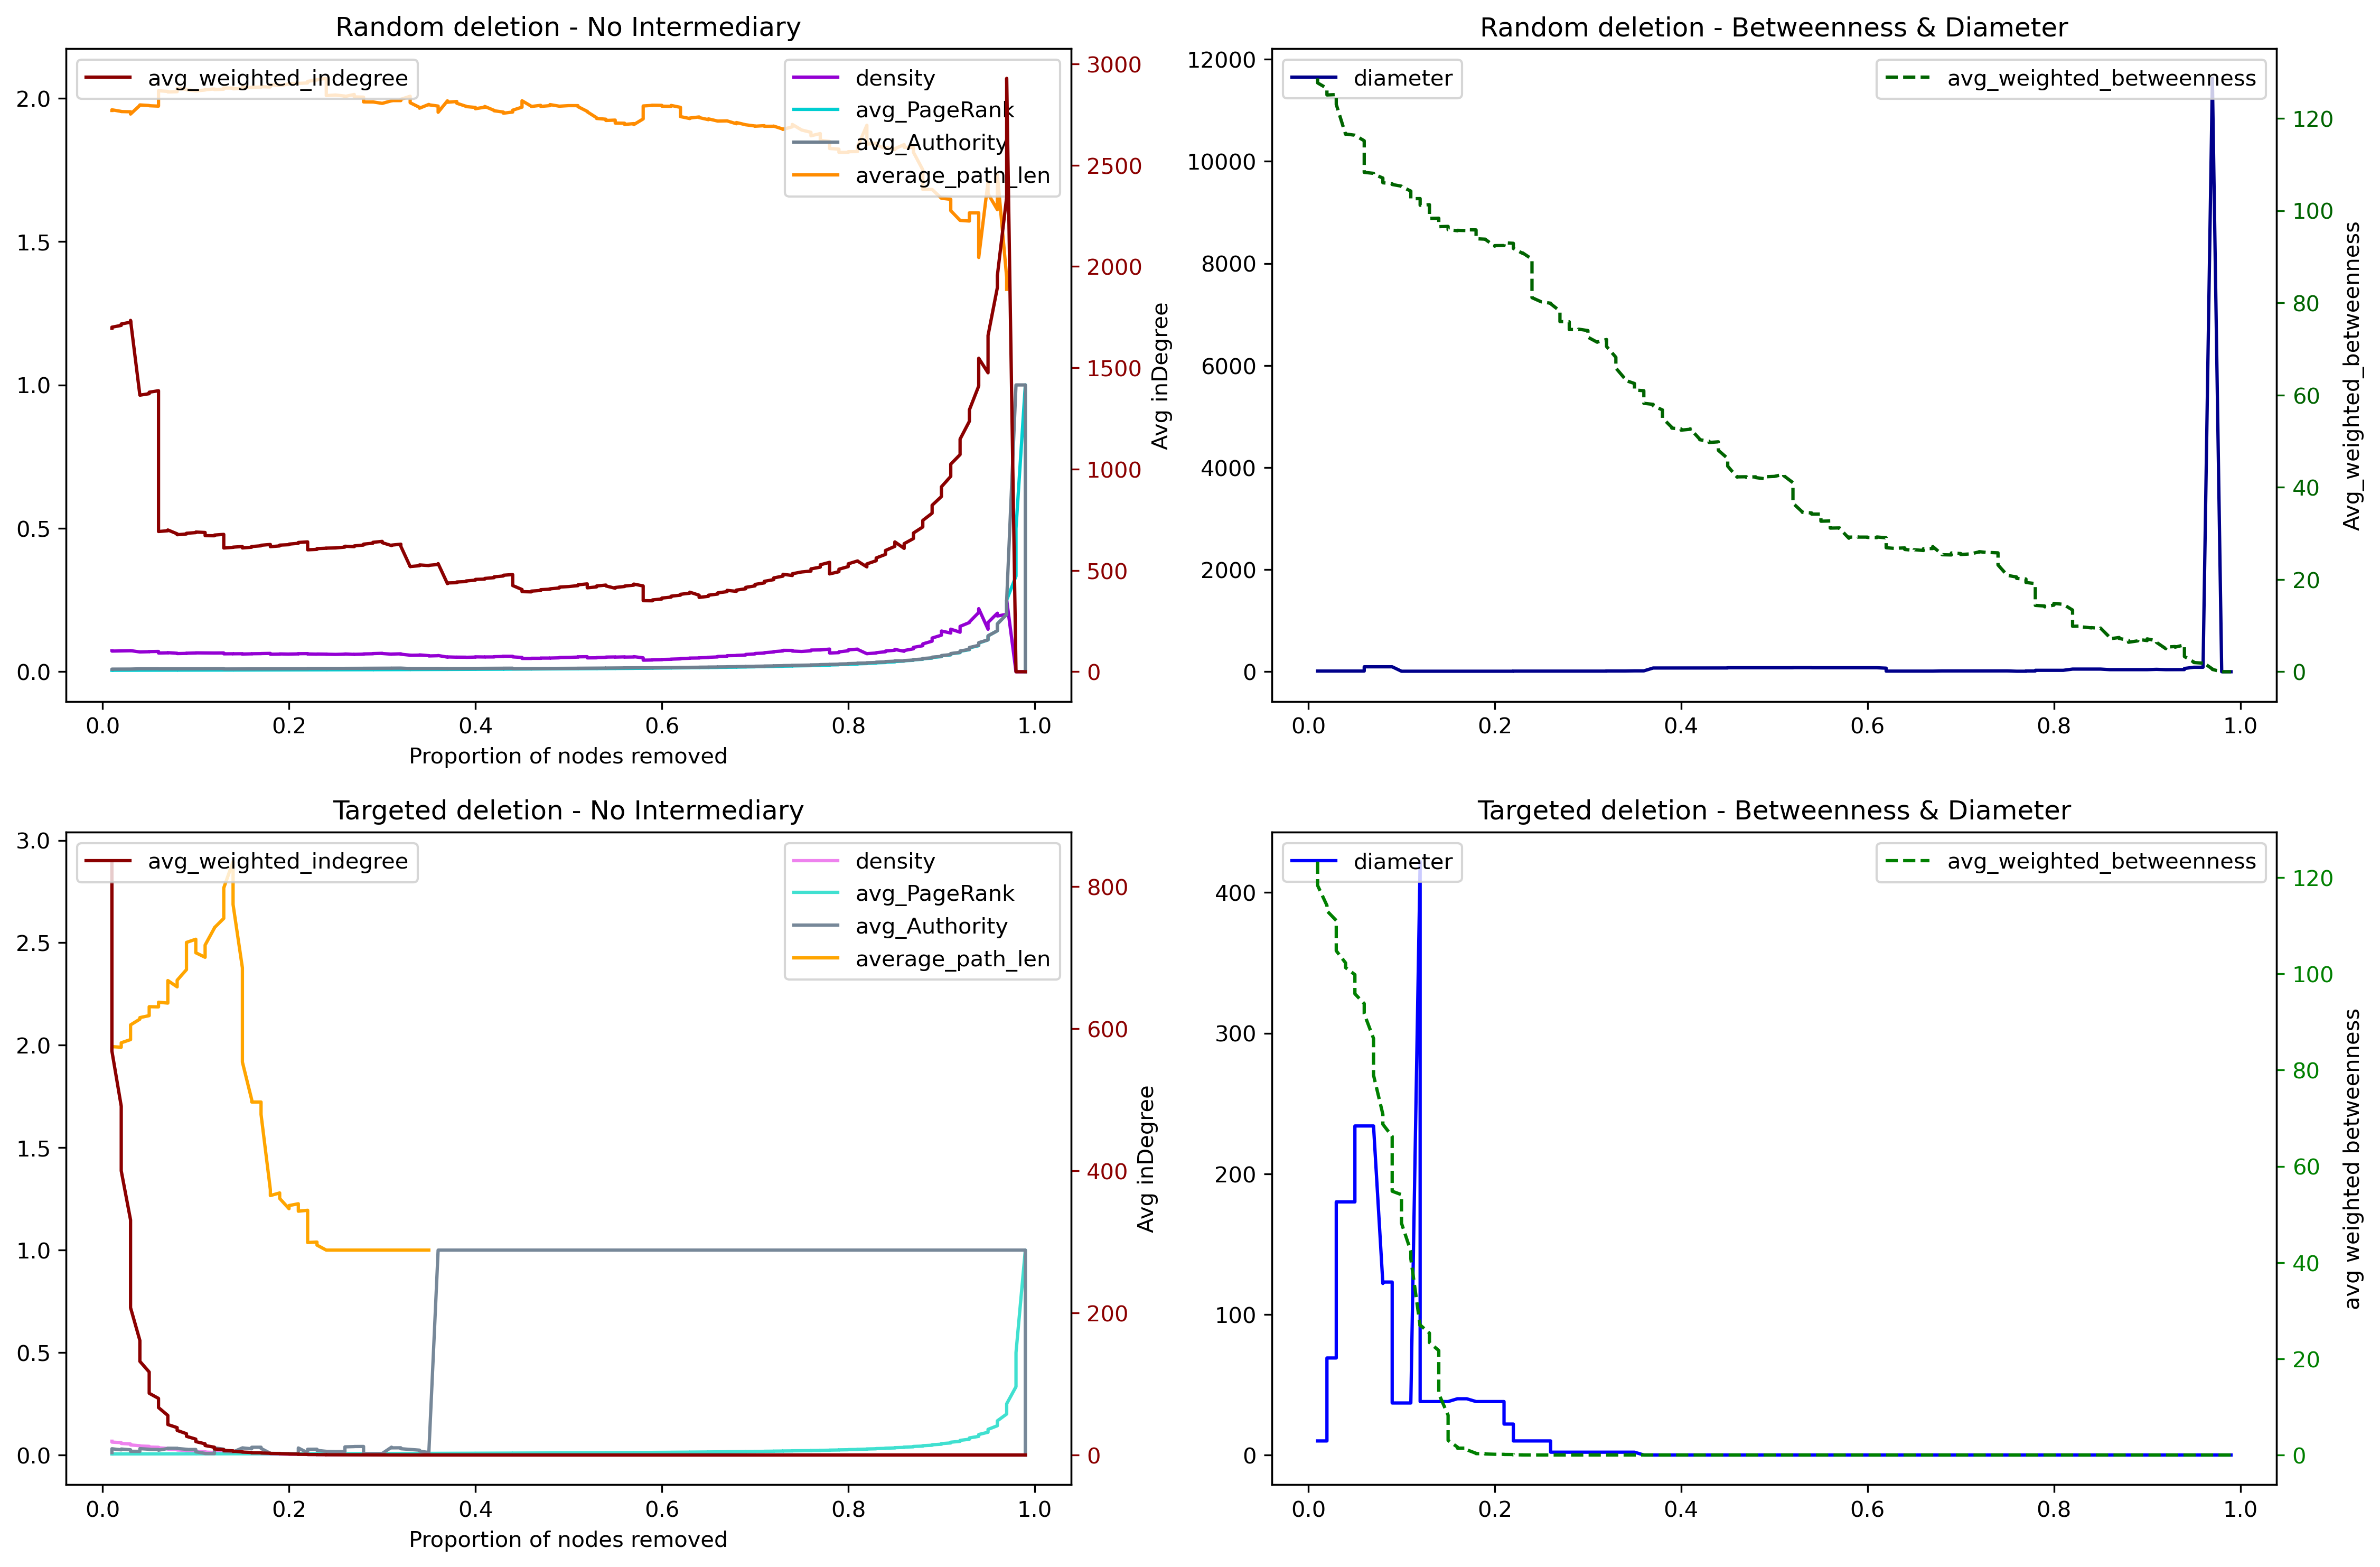 Random deletion - No Intermediary
avg_weighted_indegree
density
avg_PageRank
avg_Authority
average_path_len
2.0
1.5
1.0
0.5
0.0
3000
2500
2000
1500
1000
500
0
Avg inDegree
0.0 0.2 0.4 0.6 0.8 1.0
Proportion of nodes removed
Random deletion - Betweenness & Diameter
diameter
avg_weighted_betweenness
12000
10000
8000
6000
4000
2000
0
120
100
80
60
40
20
0
Avg_weighted_betweenness
0.0 0.2 0.4 0.6 0.8 1.0
Targeted deletion - No Intermediary
avg_weighted_indegree
density
avg_PageRank
avg_Authority
average_path_len
3.0
2.5
2.0
1.5
1.0
0.5
0.0
800
600
400
200
0
Avg inDegree
0.0 0.2 0.4 0.6 0.8 1.0
Proportion of nodes removed
Targeted deletion - Betweenness & Diameter
diameter
avg_weighted_betweenness
400
300
200
100
0
120
100
80
60
40
20
0
avg weighted betweenness
0.0 0.2 0.4 0.6 0.8 1.0